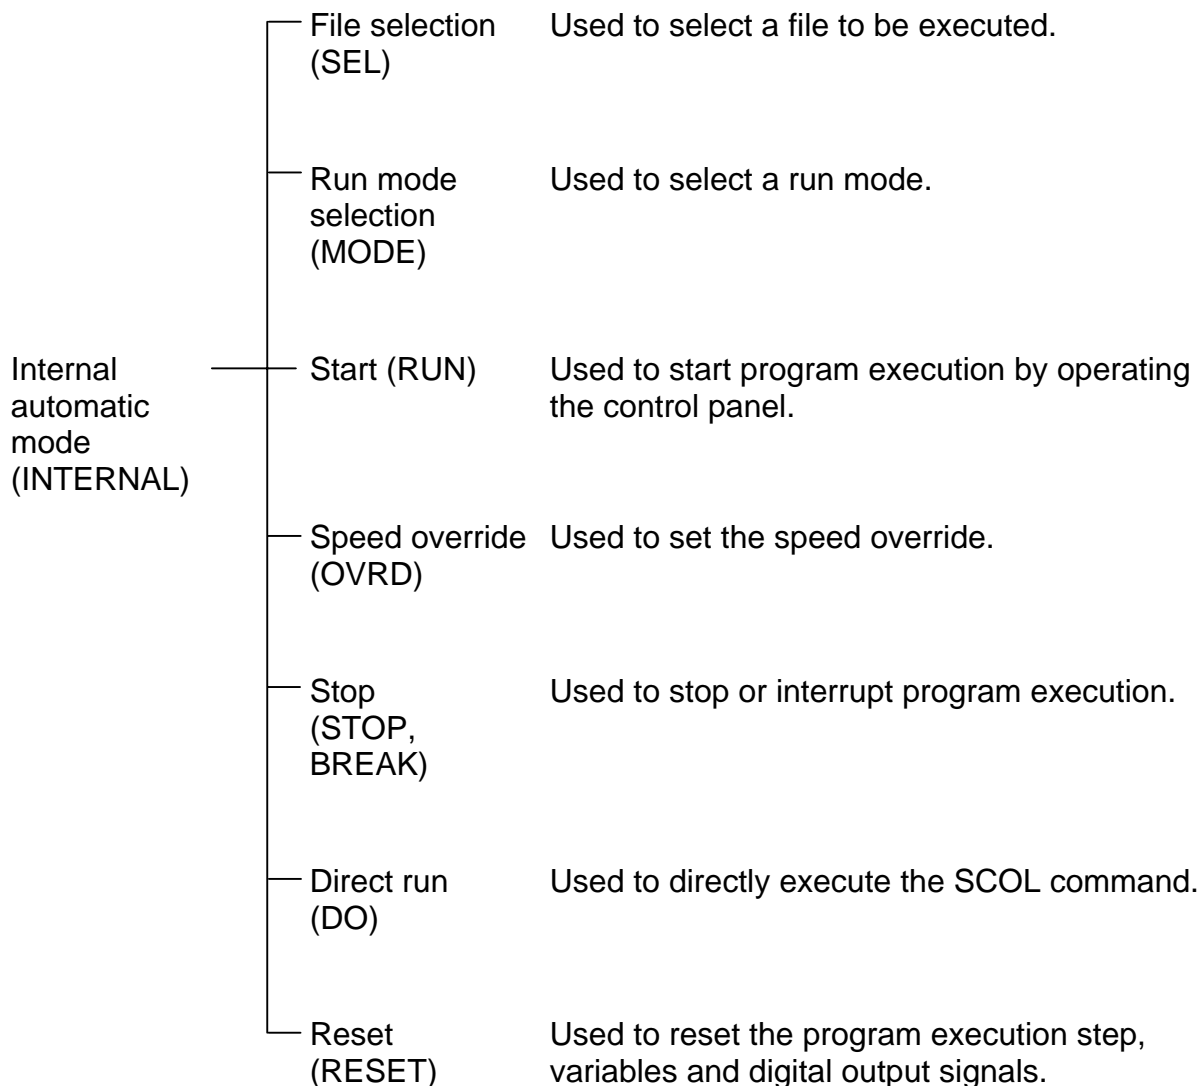 File selection Used to select a file to be executed.
(SEL)
Run mode Used to select a run mode.
selection
(MODE)
Internal
automatic
mode
(INTERNAL)
Start (RUN) Used to start program execution by operating
the control panel.
Speed override Used to set the speed override.
(OVRD)
Stop Used to stop or interrupt program execution.
(STOP,
BREAK)
Direct run Used to directly execute the SCOL command.
(DO)
Reset Used to reset the program execution step,
(RESET) variables and digital output signals.